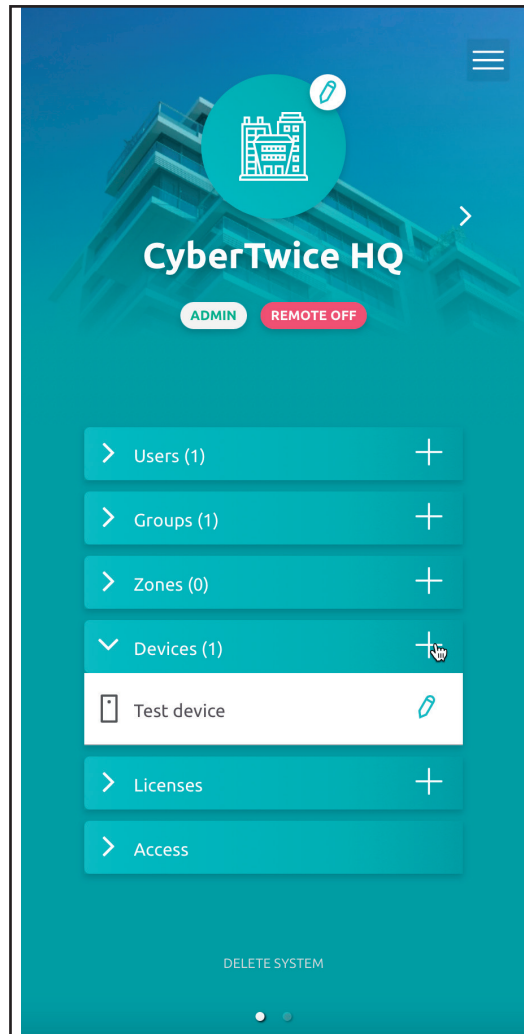 CyberTwice HQ
ADMIN REMOTE OFF
Users (1)
Groups (1)
Zones (0)
Devices (1)
Test device
Licenses
Access
DELETE SYSTEM